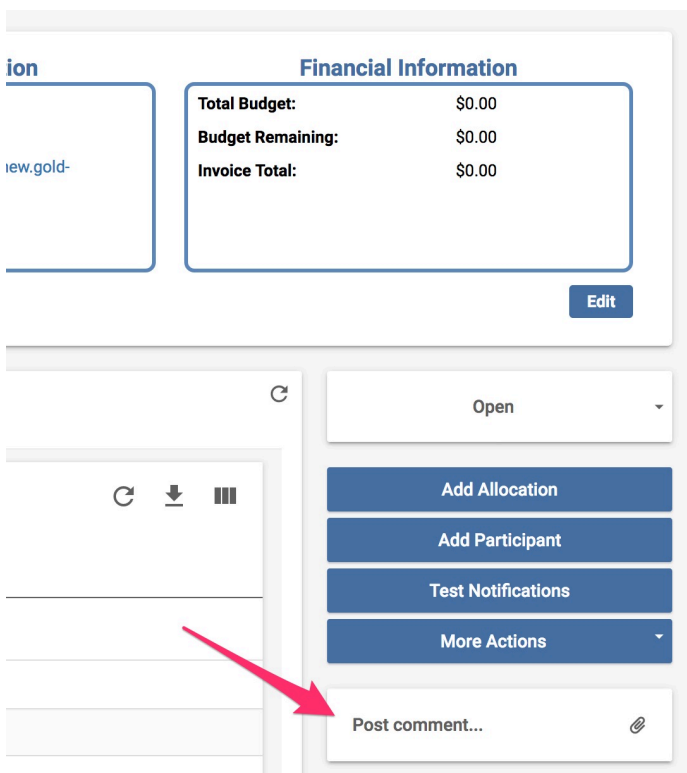 ion
Financial Information
Total Budget: $0.00
Budget Remaining: $0.00
new.gold-
Invoice Total: $0.00
Edit
Open
Add Allocation
Add Participant
Test Notifications
More Actions
Post comment...